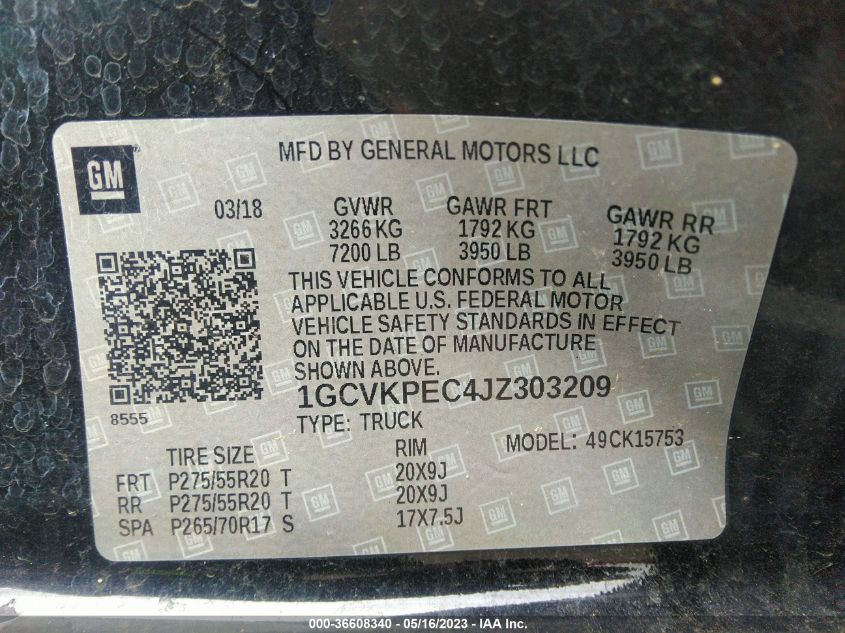 GM
MFD BY GENERAL MOTORS LLC
03/18
GVWR GAWR FRT GAWR RR
3266 KG 1792 KG 1792 KG
7200 LB 3950 LB 3950 LB
THIS VEHICLE CONFORMS TO ALL
APPLICABLE U.S. FEDERAL MOTOR
VEHICLE SAFETY STANDARDS IN EFFECT
ON THE DATE OF MANUFACTURE
SHOWN ABOVE.
1GCVKPEC4JZ303209
8555
TYPE: TRUCK
MODEL: 49CK15753
TIRE SIZE RIM
FRT P275/55R20 T 20X9J
RR P275/55R20 T 20X9J
SPA P265/70R17 S 17X7.5J
000-36608340 - 05/16/2023 - IAA Inc.